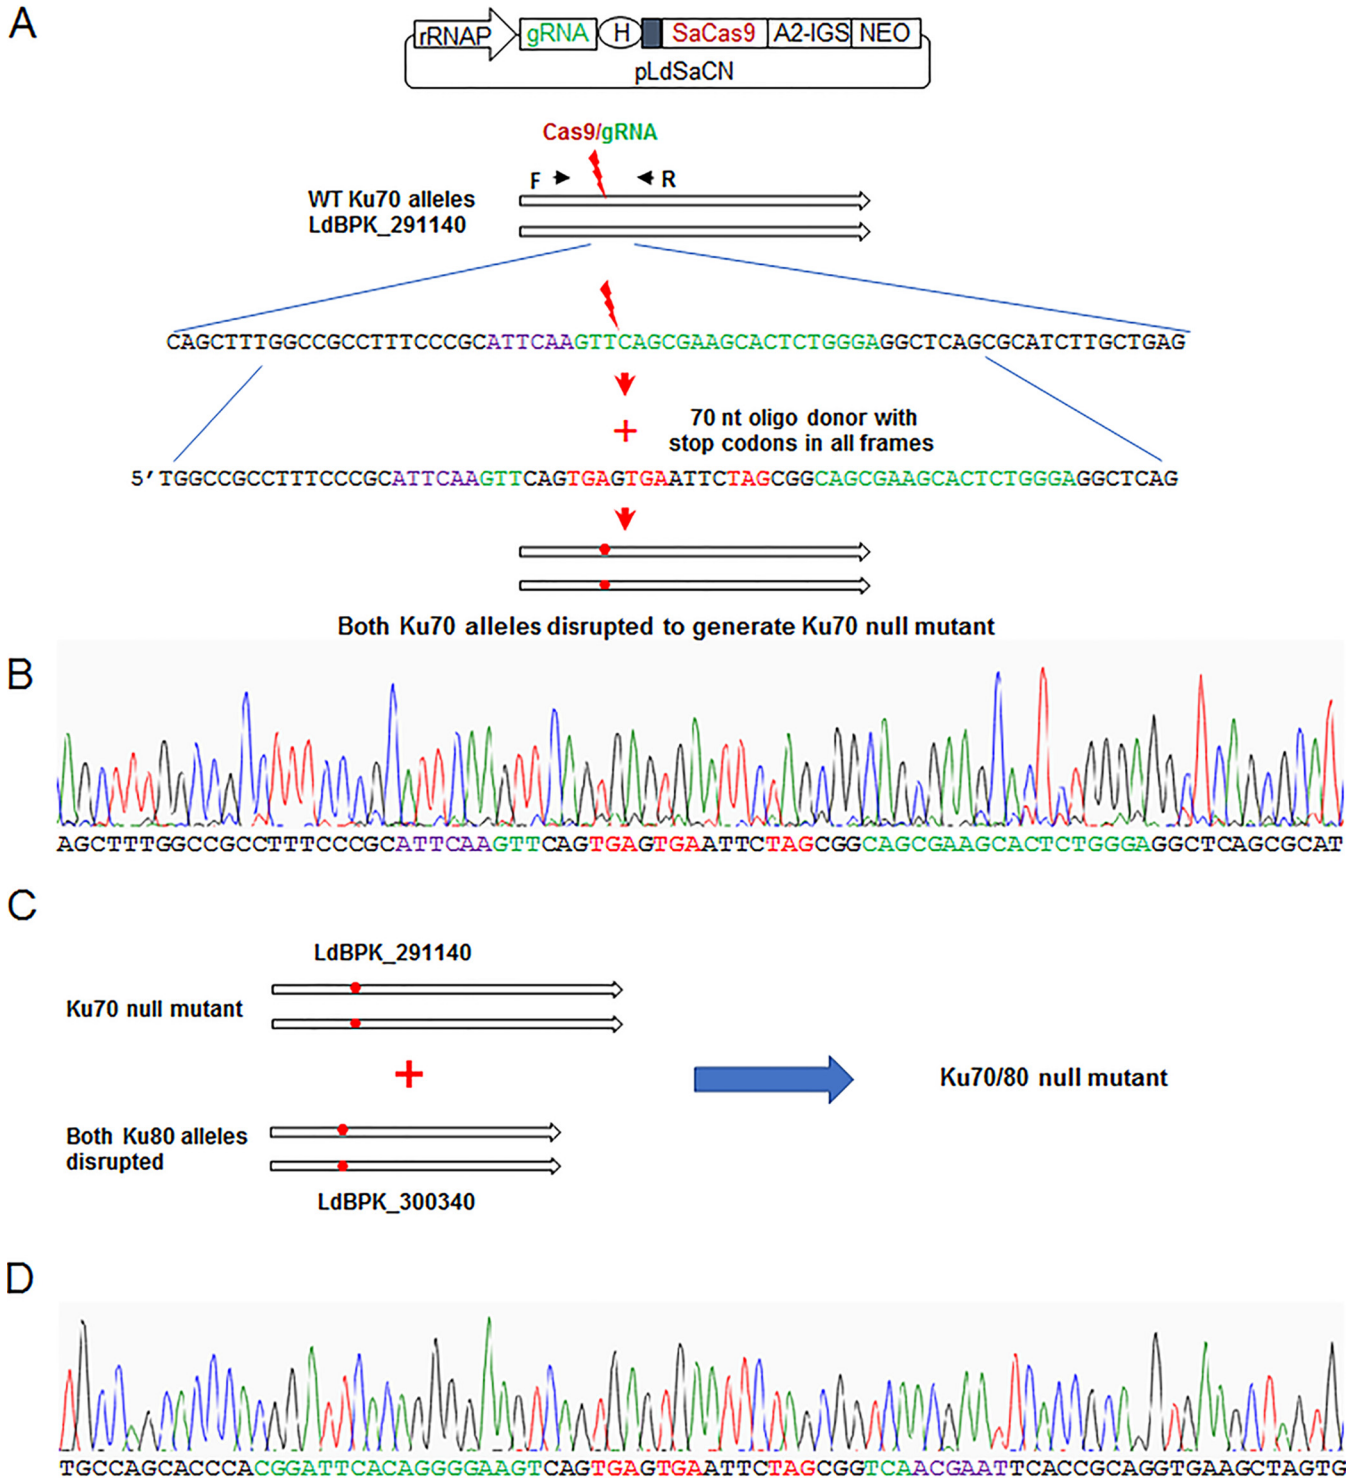 A
rRNAP gRNA H SaCas9 A2-IGS NEO
pLdSaCN
Cas9/gRNA
F R
WT Ku70 alleles
LdBPK_291140
CAGCTTTGGCCGCCTTTCCCGCATTCAAGTTCAGCGAAGCACTCTGGGAGGCTCAGCGCATCTTGCTGAG
+
70 nt oligo donor with
stop codons in all frames
5'TGGCCGCCTTTCCCGCATTCAAGTTCAGTGAGTGAATTCTAGCGGCAGCGAAGCACTCTGGGAGGCTCAG
Both Ku70 alleles disrupted to generate Ku70 null mutant
B
AGCTTTGGCCGCCTTTCCCGCATTCAAGTTCAGTGAGTGAATTCTAGCGGCAGCGAAGCACTCTGGGAGGCTCAGCGCAT
C
LdBPK_291140
Ku70 null mutant
+
Ku70/80 null mutant
Both Ku80 alleles
disrupted
LdBPK_300340
D
TGCCAGCACCCACGGATTCACAGGGGAAGTCAGTGAGTGAATTCTAGCGGTCAACGAATTCACCGCAGGTGAAGCTAGTG